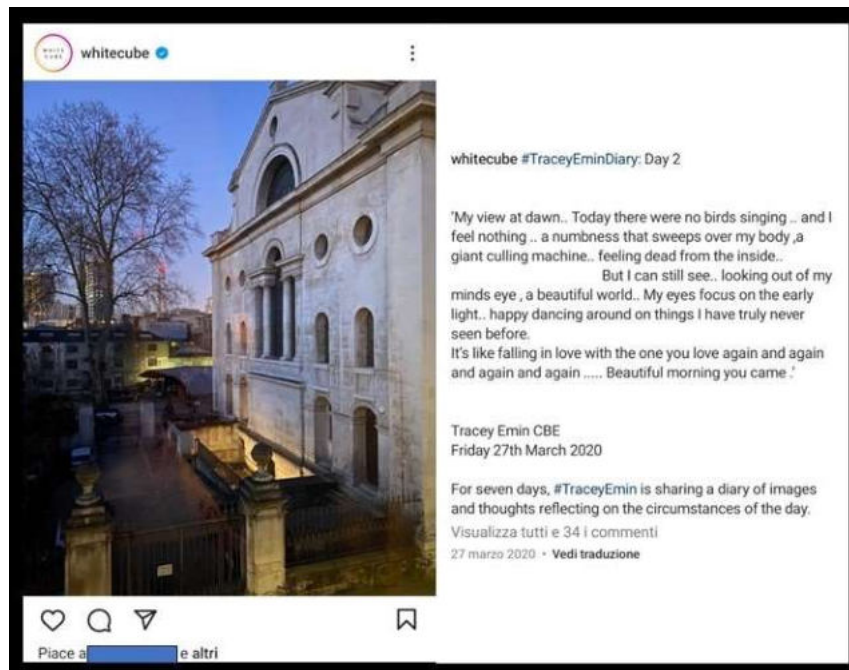 WHITE
CUBE
whitecube
whitecube #TraceyEminDiary: Day 2
'My view at dawn.. Today there were no birds singing .. and I
feel nothing .. a numbness that sweeps over my body ,a
giant culling machine.. feeling dead from the inside..
But I can still see.. looking out of my
minds eye , a beautiful world.. My eyes focus on the early
light.. happy dancing around on things I have truly never
seen before.
It's like falling in love with the one you love again and again
and again and again ..... Beautiful morning you came .'
Tracey Emin CBE
Friday 27th March 2020
For seven days, #TraceyEmin is sharing a diary of images
and thoughts reflecting on the circumstances of the day.
Visualizza tutti e 34 i commenti
27 marzo 2020 • Vedi traduzione
Piace a e altri